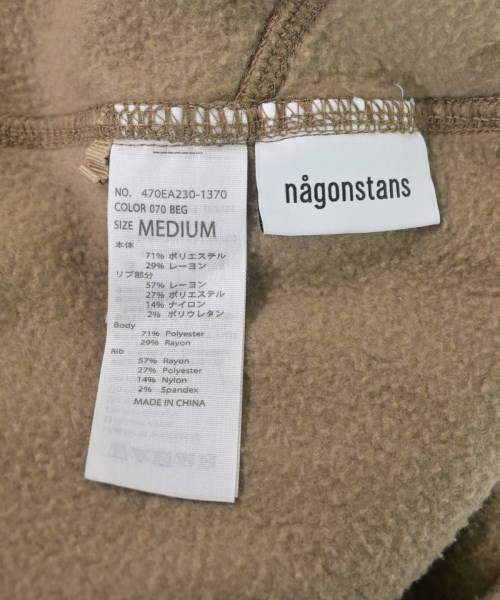 NO. 470EA230-1370
COLOR 070 BEG
SIZE MEDIUM
本体
71% ポリエステル
29% レーヨン
リブ部分
57% レーヨン
27% ポリエステル
14% ナイロン
2% ポリウレタン
Body
71% Polyester
29% Rayon
Rib
57% Rayon
27% Polyester
14% Nylon
2% Spandex
MADE IN CHINA
någonstans